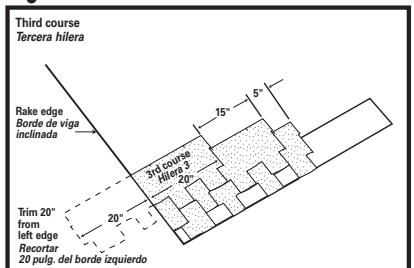 Third course
Tercera hilera
5"
15"
Rake edge
Borde de viga
inclinada
3rd course
Hilera 3
20"
20"
Trim 20"
from
left edge
Recortar
20 pulg. del borde izquierdo